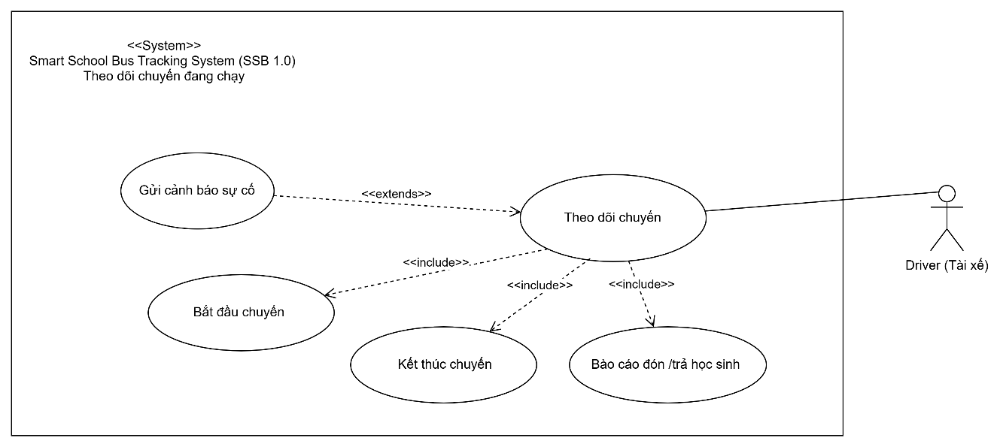 <<System>>
Smart School Bus Tracking System (SSB 1.0)
Theo dõi chuyến đang chạy
Gửi cảnh báo sự cố
<<extends>>
Theo dõi chuyến
Driver (Tài xế)
<<include>>
<<include>>
<<include>>
Bắt đầu chuyến
Kết thúc chuyến
Bào cáo đón /trả học sinh